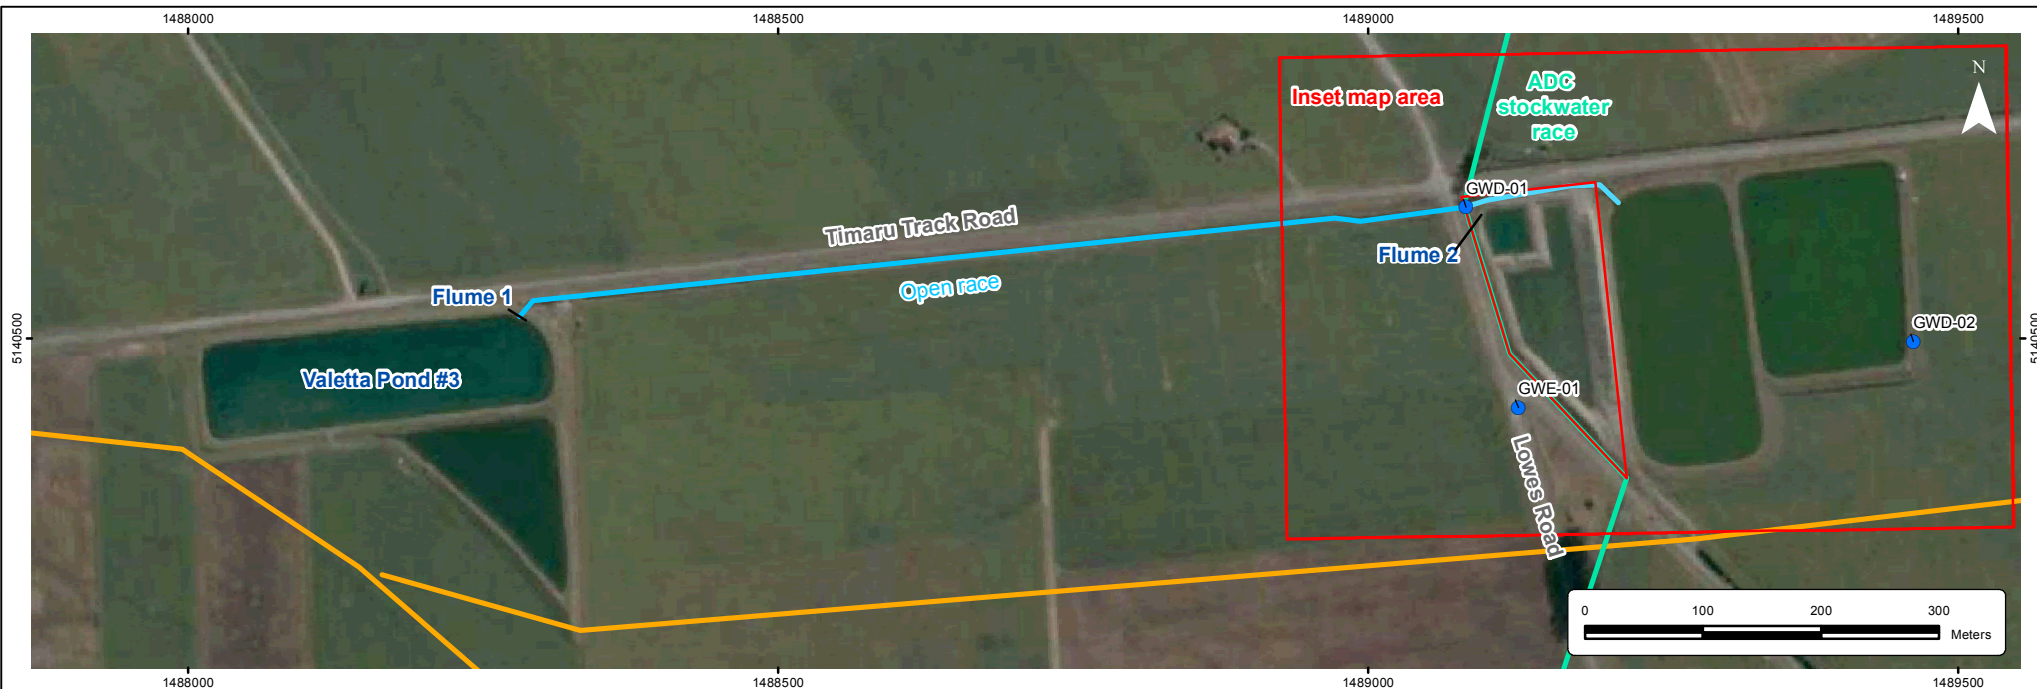 1488000 1488500 1489000 1489500
N
Inset map area
ADC
stockwater
race
GWD-01
Timaru Track Road
Flume 2
Open race
Flume 1
5140500
5140500
GWD-02
Valetta Pond #3
GWE-01
Lowes Road
0 100 200 300
Meters
1488000 1488500 1489000 1489500